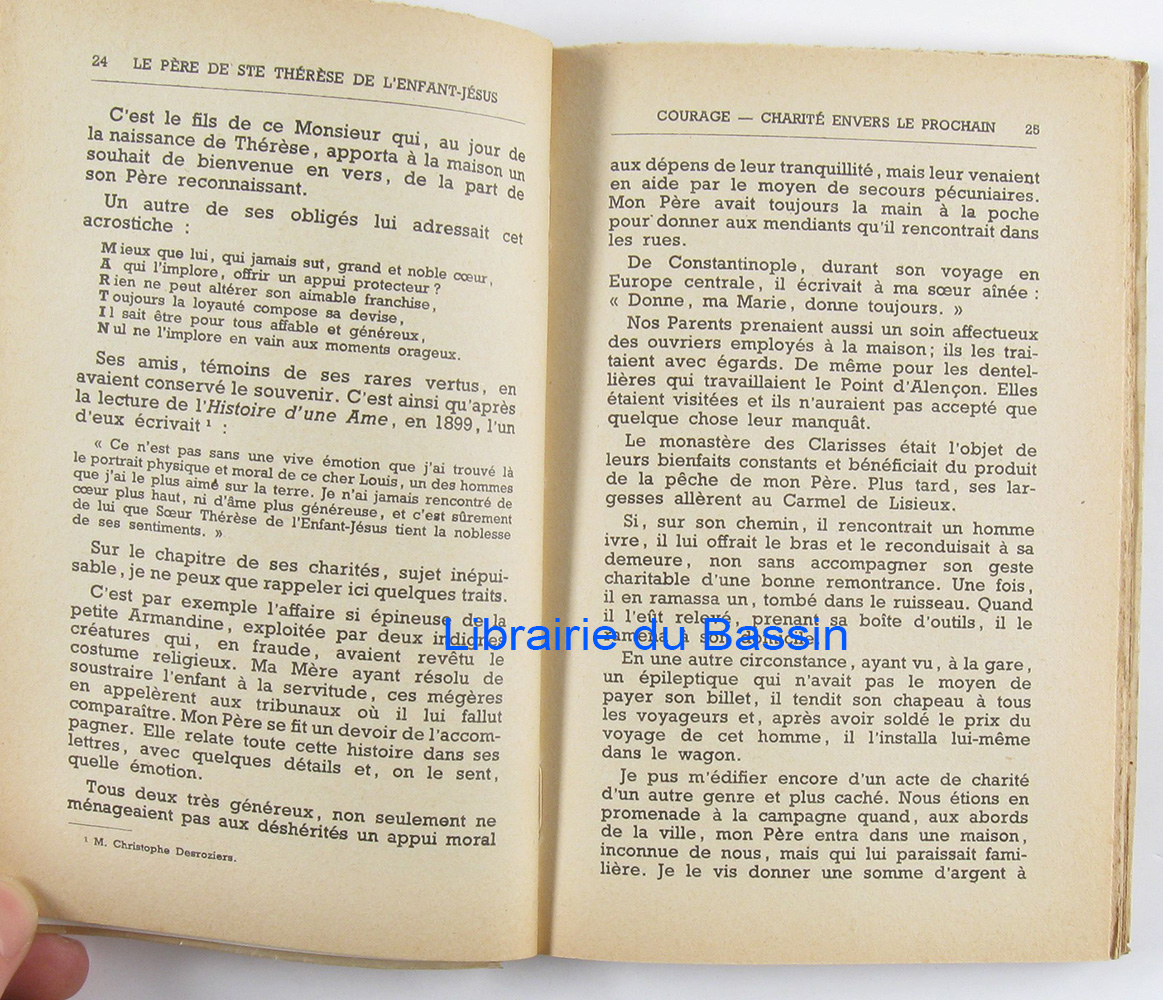 24 LE PÈRE DE STE THÉRÈSE DE L'ENFANT-JÉSUS
C'est le fils de ce Monsieur qui, au jour de
la naissance de Thérèse, apporta à la maison un
souhait de bienvenue en vers, de la part de
son Père reconnaissant.
Un autre de ses obligés lui adressait cet
acrostiche :
Mieux que lui, qui jamais sut, grand et noble cœur,
A qui l'implore, offrir un appui protecteur ?
Rien ne peut altérer son aimable franchise,
Toujours la loyauté compose sa devise,
Il sait être pour tous affable et généreux,
Nul ne l'implore en vain aux moments orageux.
Ses amis, témoins de ses rares vertus, en
avaient conservé le souvenir. C'est ainsi qu'après
la lecture de l'Histoire d'une Ame, en 1899, l'un
d'eux écrivait ¹ :
« Ce n'est pas sans une vive émotion que j'ai trouvé là
le portrait physique et moral de ce cher Louis, un des hommes
que j'ai le plus aimé sur la terre. Je n'ai jamais rencontré de
cœur plus haut, ni d'âme plus généreuse, et c'est sûrement
de lui que Sœur Thérèse de l'Enfant-Jésus tient la noblesse
de ses sentiments. »
Sur le chapitre de ses charités, sujet inépui-
sable, je ne peux que rappeler ici quelques traits.
C'est par exemple l'affaire si épineuse de la
petite Armandine, exploitée par deux indignes
créatures qui, en fraude, avaient revêtu le
costume religieux. Ma Mère ayant résolu de
soustraire l'enfant à la servitude, ces mégères
en appelèrent aux tribunaux où il lui fallut
comparaître. Mon Père se fit un devoir de l'accom-
pagner. Elle relate toute cette histoire dans ses
lettres, avec quelques détails et, on le sent,
quelle émotion.
Tous deux très généreux, non seulement ne
ménageaient pas aux déshérités un appui moral
¹ M. Christophe Desroziers.
COURAGE — CHARITÉ ENVERS LE PROCHAIN 25
aux dépens de leur tranquillité, mais leur venaient
en aide par le moyen de secours pécuniaires.
Mon Père avait toujours la main à la poche
pour donner aux mendiants qu'il rencontrait dans
les rues.
De Constantinople, durant son voyage en
Europe centrale, il écrivait à ma sœur aînée :
« Donne, ma Marie, donne toujours. »
Nos Parents prenaient aussi un soin affectueux
des ouvriers employés à la maison ; ils les trai-
taient avec égards. De même pour les dentel-
lières qui travaillaient le Point d'Alençon. Elles
étaient visitées et ils n'auraient pas accepté que
quelque chose leur manquât.
Le monastère des Clarisses était l'objet de
leurs bienfaits constants et bénéficiait du produit
de la pêche de mon Père. Plus tard, ses lar-
gesses allèrent au Carmel de Lisieux.
Si, sur son chemin, il rencontrait un homme
ivre, il lui offrait le bras et le reconduisait à sa
demeure, non sans accompagner son geste
charitable d'une bonne remontrance. Une fois,
il en ramassa un, tombé dans le ruisseau. Quand
il l'eût relevé, prenant sa boîte d'outils, il le
ramena à son domicile.
En une autre circonstance, ayant vu, à la gare,
un épileptique qui n'avait pas le moyen de
payer son billet, il tendit son chapeau à tous
les voyageurs et, après avoir soldé le prix du
voyage de cet homme, il l'installa lui-même
dans le wagon.
Je pus m'édifier encore d'un acte de charité
d'un autre genre et plus caché. Nous étions en
promenade à la campagne quand, aux abords
de la ville, mon Père entra dans une maison,
inconnue de nous, mais qui lui paraissait fami-
lière. Je le vis donner une somme d'argent à
Librairie du Bassin